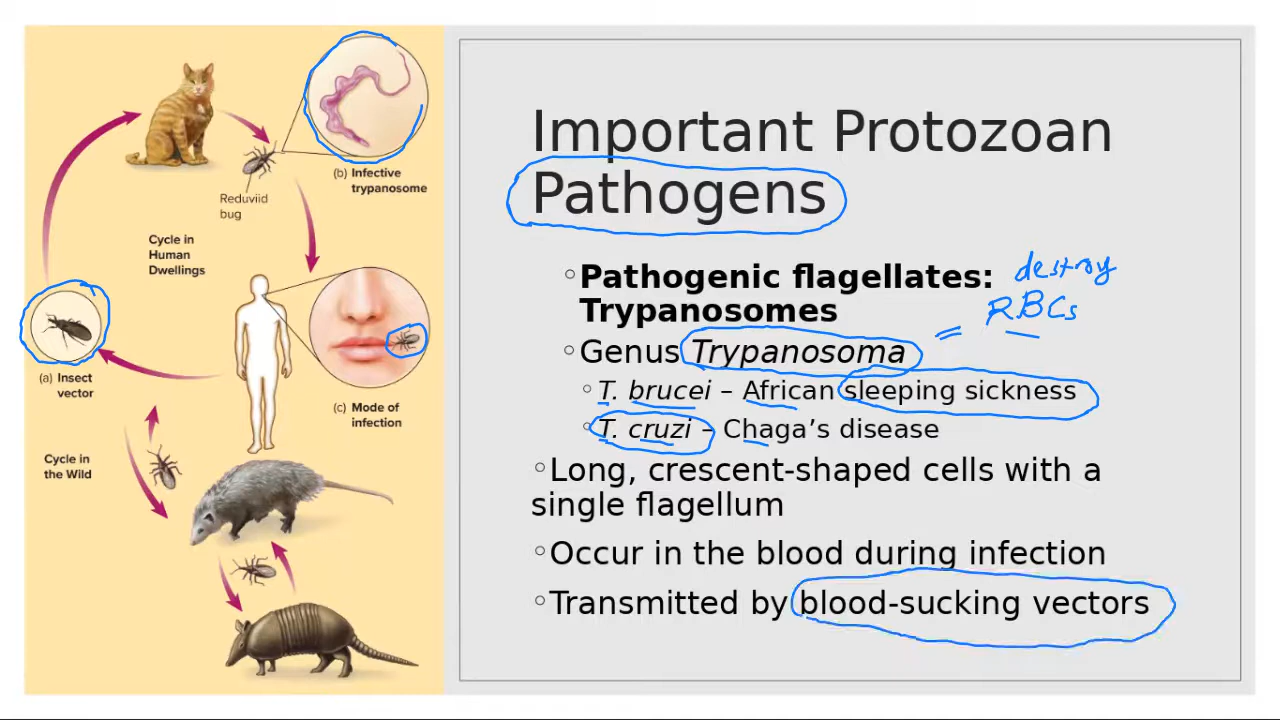 (b) Infective
trypanosome
Reduviid
bug
Cycle in
Human
Dwellings
(a) Insect
vector
(c) Mode of
infection
Cycle in
the Wild
Important Protozoan
Pathogens
◦Pathogenic flagellates: destroy
Trypanosomes RBCs
◦Genus Trypanosoma
◦T. brucei – African sleeping sickness
◦T. cruzi – Chaga’s disease
◦Long, crescent-shaped cells with a
single flagellum
◦Occur in the blood during infection
◦Transmitted by blood-sucking vectors